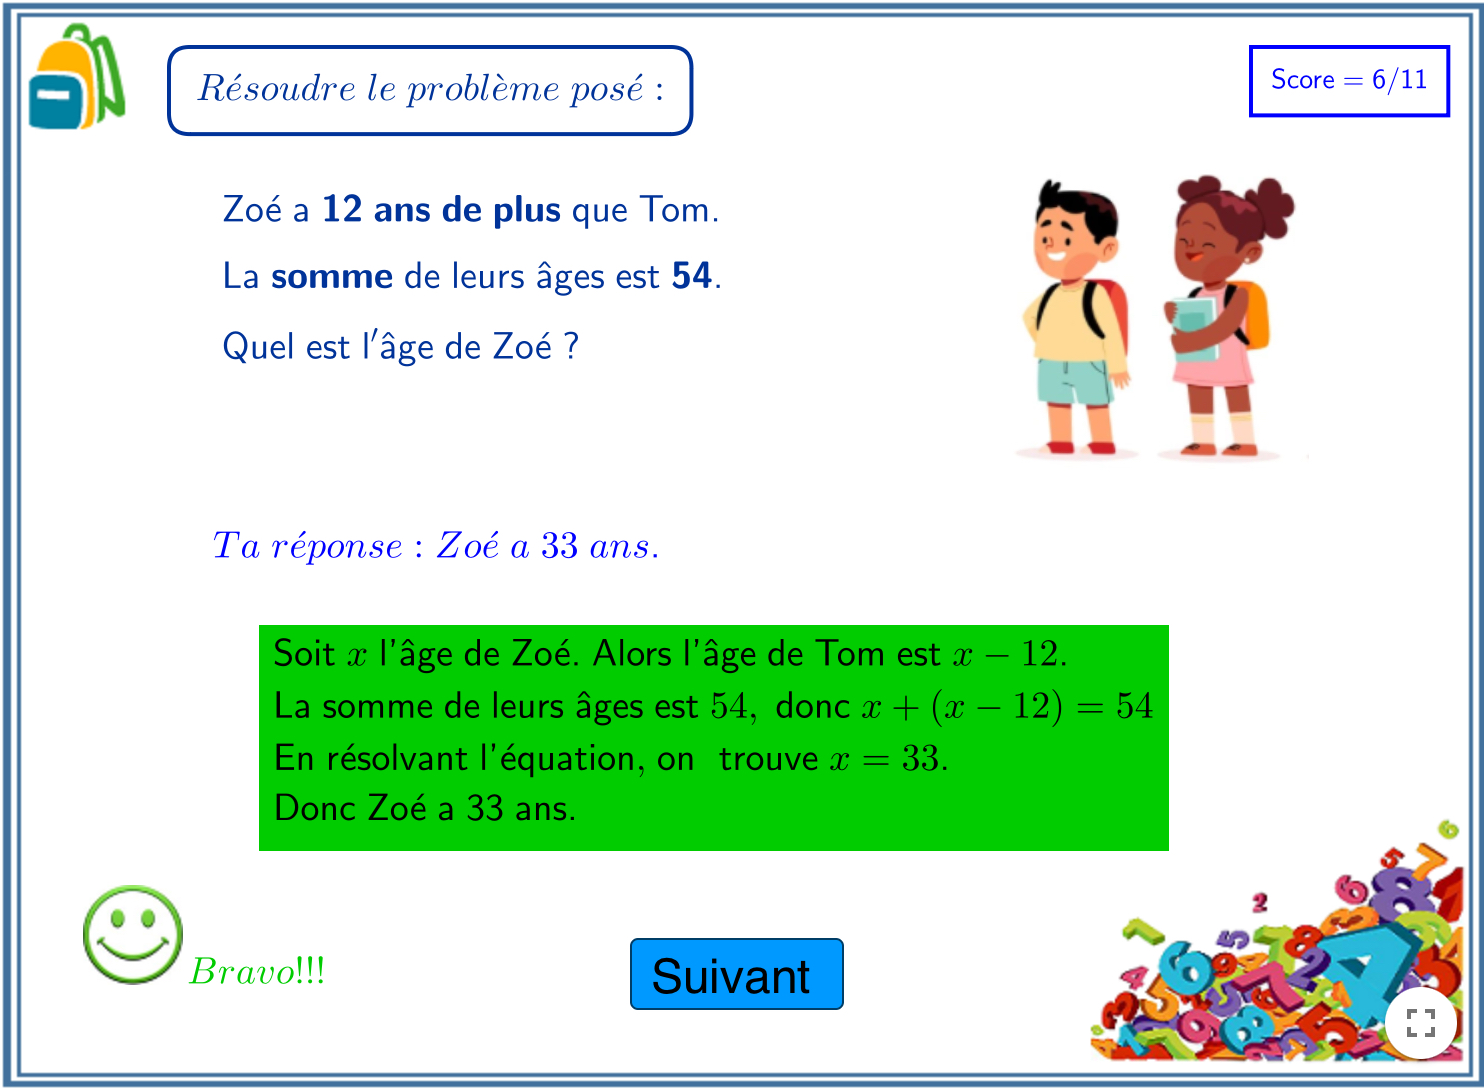 Résoudre le problème posé :
Score = 6/11
Zoé a 12 ans de plus que Tom.
La somme de leurs âges est 54.
Quel est l'âge de Zoé ?
Ta réponse : Zoé a 33 ans.
Soit x l'âge de Zoé. Alors l'âge de Tom est x − 12.
La somme de leurs âges est 54, donc x + (x − 12) = 54
En résolvant l'équation, on trouve x = 33.
Donc Zoé a 33 ans.
Bravo!!!
Suivant